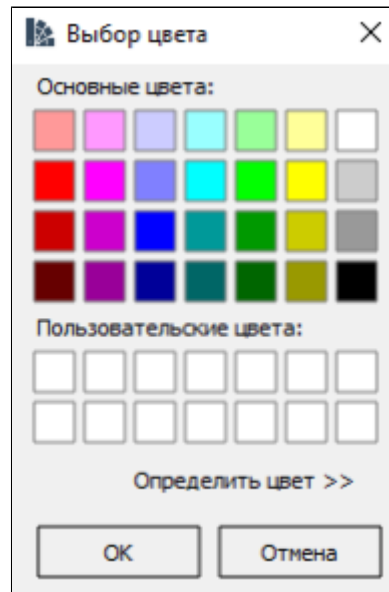 Выбор цвета
Основные цвета:
Пользовательские цвета:
Определить цвет >>
OK
Отмена